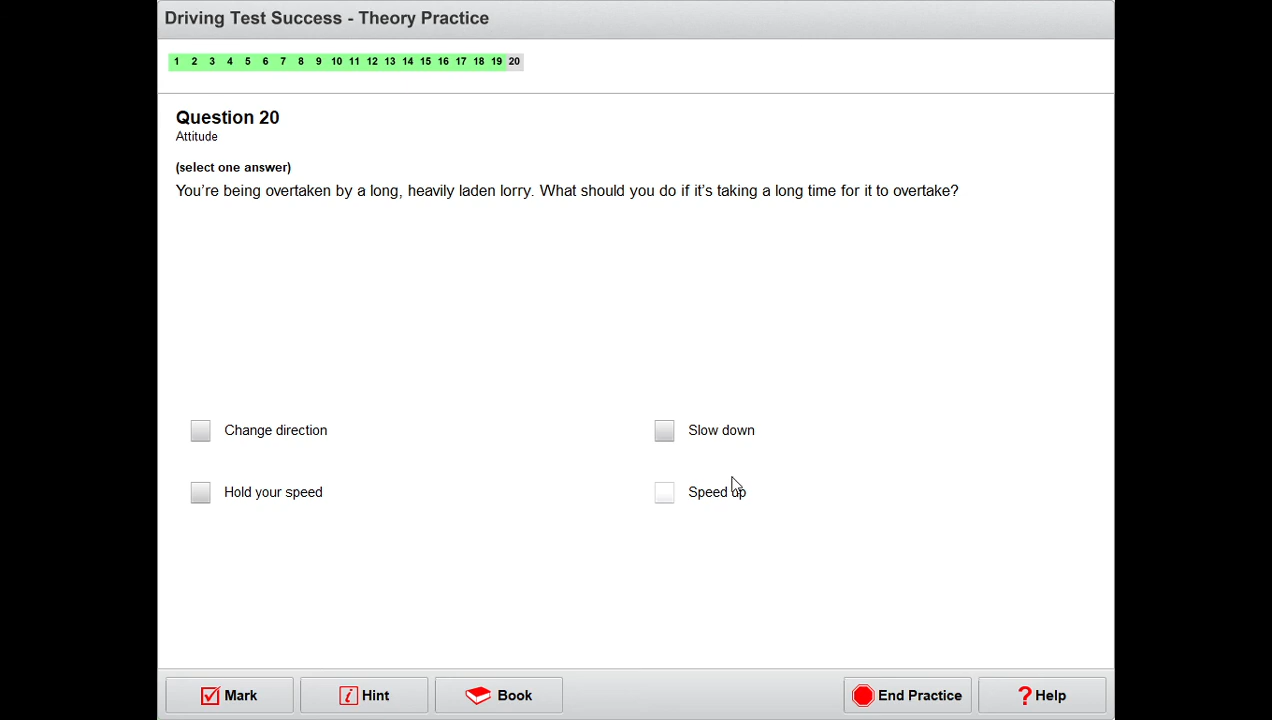 Driving Test Success - Theory Practice
1 2 3 4 5 6 7 8 9 10 11 12 13 14 15 16 17 18 19 20
Question 20
Attitude
(select one answer)
You’re being overtaken by a long, heavily laden lorry. What should you do if it’s taking a long time for it to overtake?
Change direction
Slow down
Hold your speed
Speed up
Mark
Hint
Book
End Practice
? Help